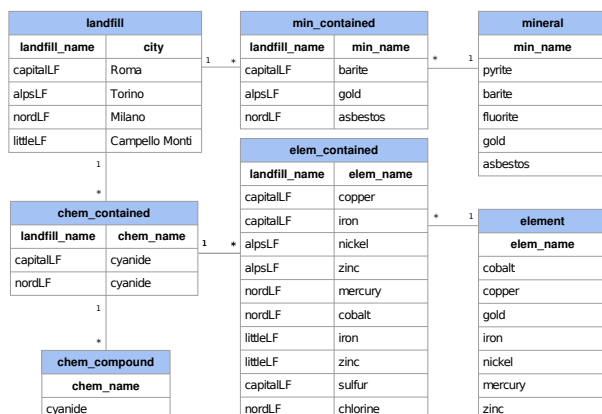 landfill
landfill_name city
capitalLF Roma
alpsLF Torino
nordLF Milano
littleLF Campello Monti
1 *
min_contained
landfill_name min_name
capitalLF barite
alpsLF gold
nordLF asbestos
* 1
mineral
min_name
pyrite
barite
fluorite
gold
asbestos
1
*
chem_contained
landfill_name chem_name
capitalLF cyanide
nordLF cyanide
1 *
elem_contained
landfill_name elem_name
capitalLF copper
capitalLF iron
alpsLF nickel
alpsLF zinc
nordLF mercury
nordLF cobalt
littleLF iron
littleLF zinc
capitalLF sulfur
nordLF chlorine
* 1
element
elem_name
cobalt
copper
gold
iron
nickel
mercury
zinc
1
*
chem_compound
chem_name
cyanide